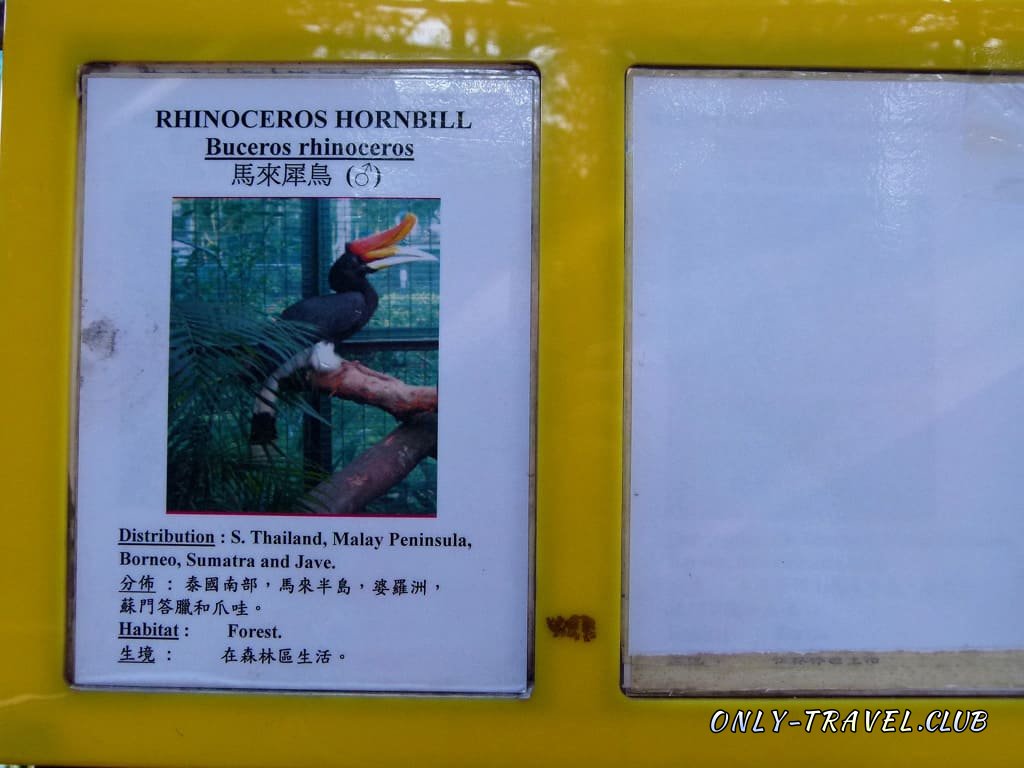 RHINOCEROS HORNBILL
Buceros rhinoceros
馬來犀鳥 (♂)
Distribution : S. Thailand, Malay Peninsula,
Borneo, Sumatra and Jave.
分佈 : 泰國南部，馬來半島，婆羅洲，
蘇門答臘和爪哇。
Habitat : Forest.
生境 : 在森林區生活。
ONLY-TRAVEL.CLUB